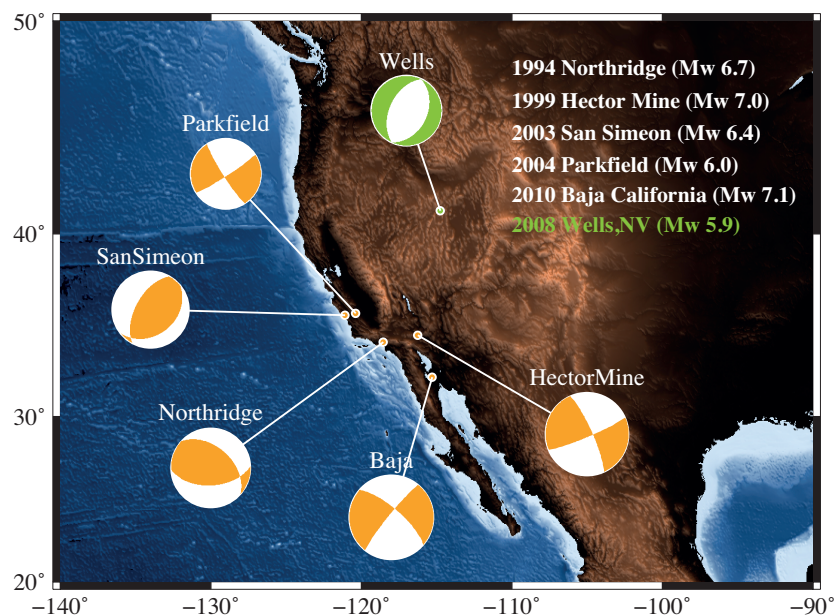 50°
Wells
1994 Northridge (Mw 6.7)
1999 Hector Mine (Mw 7.0)
Parkfield
2003 San Simeon (Mw 6.4)
2004 Parkfield (Mw 6.0)
2010 Baja California (Mw 7.1)
2008 Wells,NV (Mw 5.9)
40°
SanSimeon
HectorMine
30°
Northridge
Baja
20°
−140° −130° −120° −110° −100° −90°